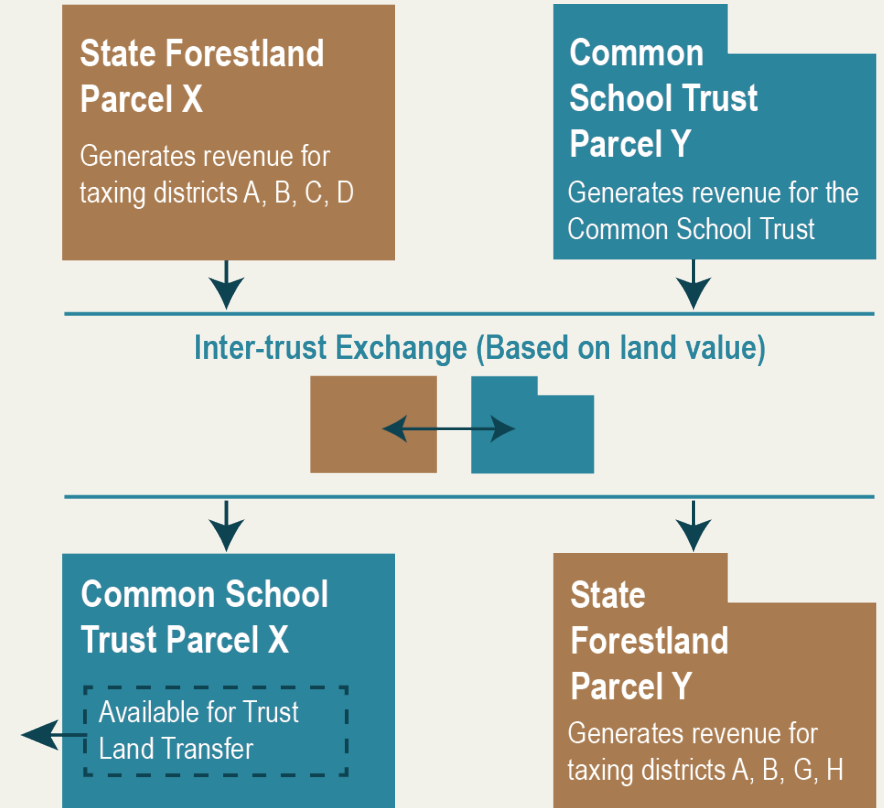 State Forestland
Parcel X
Generates revenue for
taxing districts A, B, C, D
Common
School Trust
Parcel Y
Generates revenue for the
Common School Trust
Inter-trust Exchange (Based on land value)
Common School
Trust Parcel X
Available for Trust
Land Transfer
State
Forestland
Parcel Y
Generates revenue for
taxing districts A, B, G, H